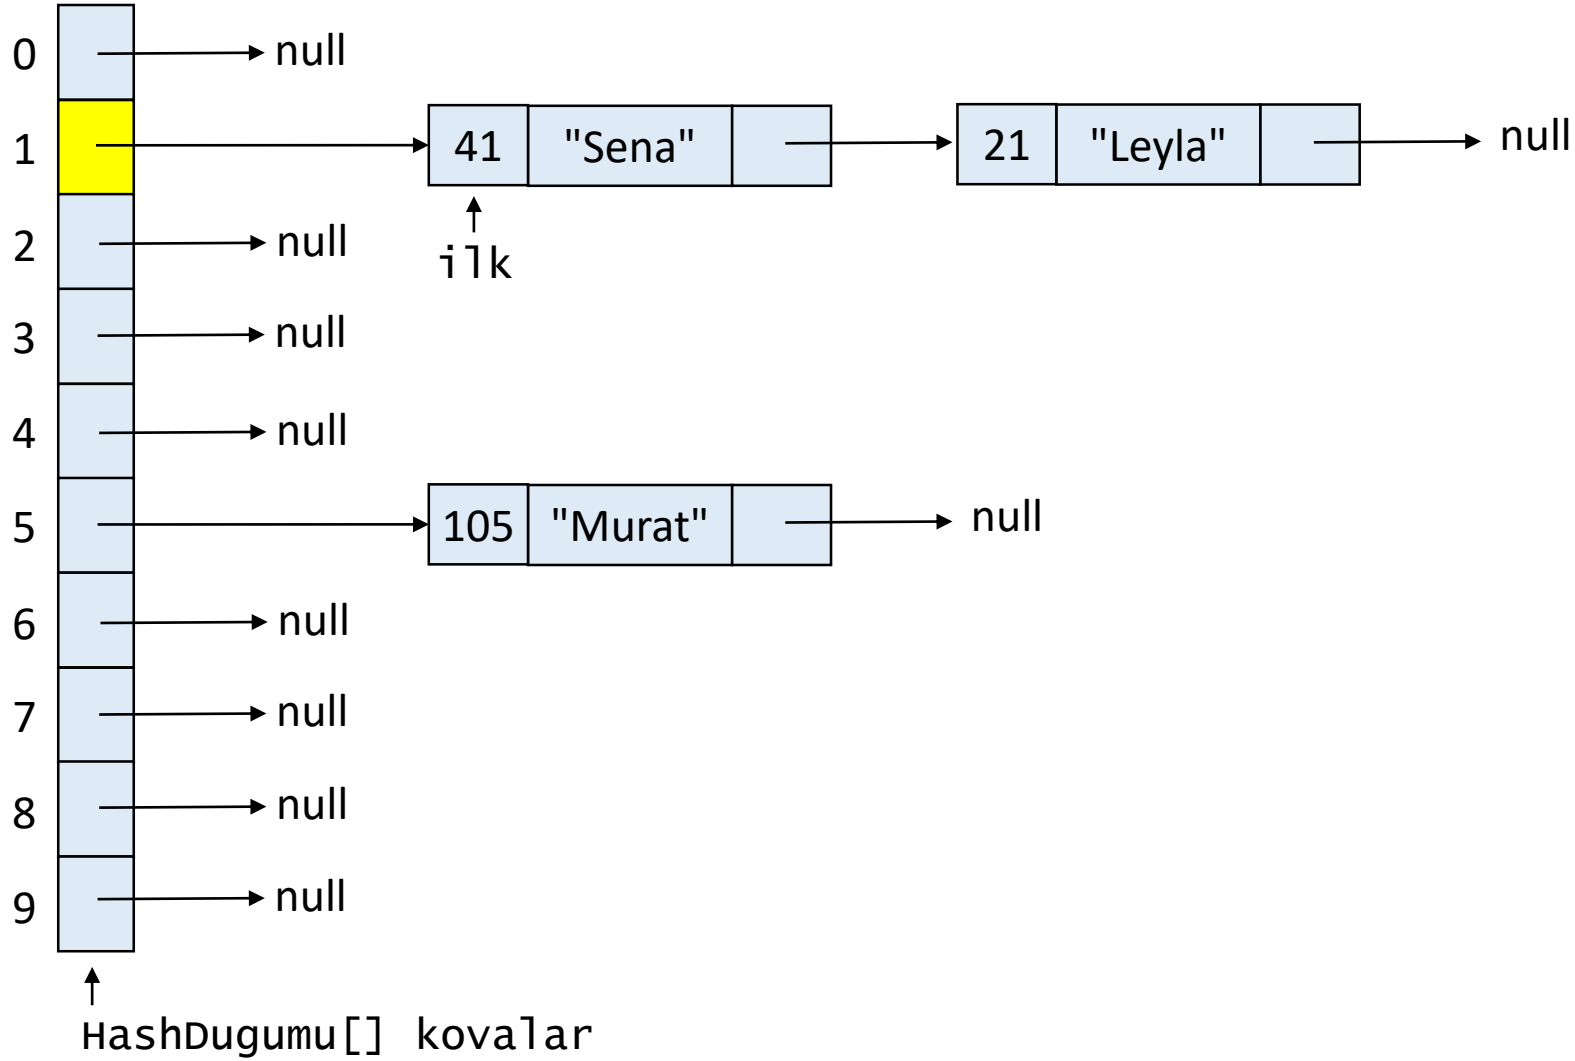 0 null
1 41 "Sena" 21 "Leyla" null
ilk
2 null
3 null
4 null
5 105 "Murat" null
6 null
7 null
8 null
9 null
HashDugumu[] kovalar